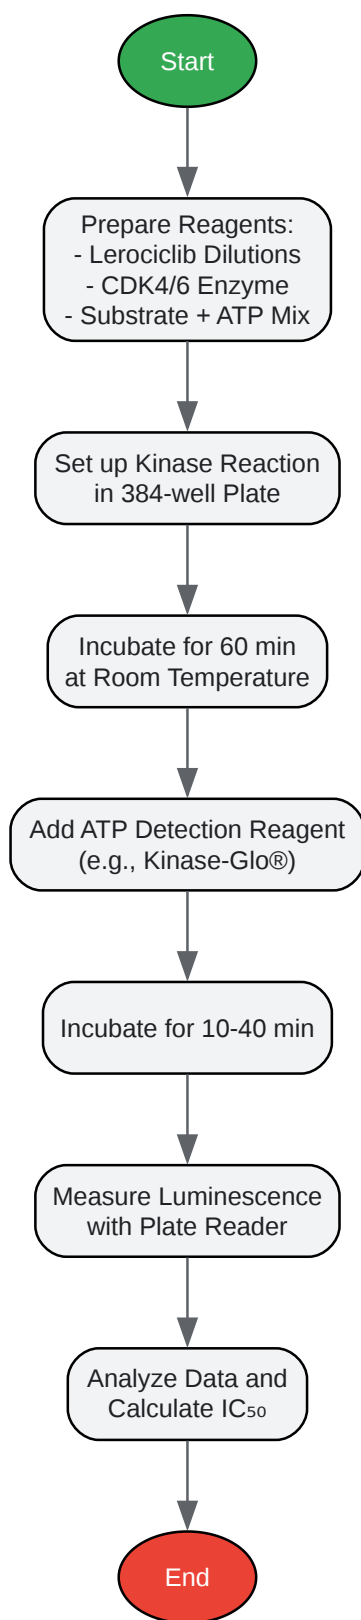 Start
Prepare Reagents:
- Lerociclib Dilutions
- CDK4/6 Enzyme
- Substrate + ATP Mix
Set up Kinase Reaction
in 384-well Plate
Incubate for 60 min
at Room Temperature
Add ATP Detection Reagent
(e.g., Kinase-Glo®)
Incubate for 10-40 min
Measure Luminescence
with Plate Reader
Analyze Data and
Calculate IC₅₀
End